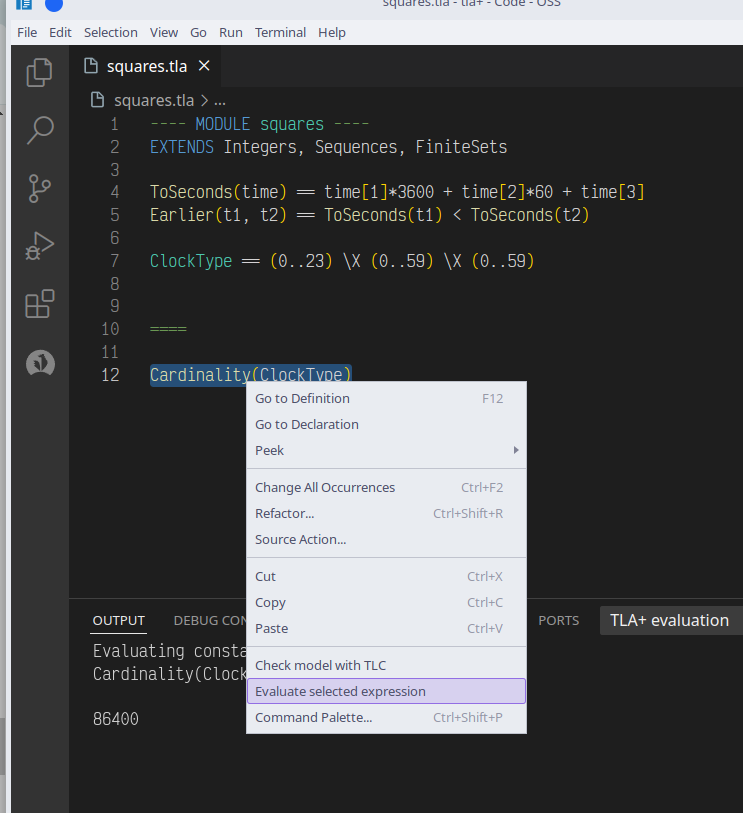 squares.tla - tla+ - Code - OSS
File Edit Selection View Go Run Terminal Help
squares.tla
squares.tla > ...
1 ---- MODULE squares ----
2 EXTENDS Integers, Sequences, FiniteSets
3
4 ToSeconds(time) == time[1]*3600 + time[2]*60 + time[3]
5 Earlier(t1, t2) == ToSeconds(t1) < ToSeconds(t2)
6
7 ClockType == (0..23) \X (0..59) \X (0..59)
8
9
10 ====
11
12 Cardinality(ClockType)
Go to Definition F12
Go to Declaration
Peek
Change All Occurrences Ctrl+F2
Refactor... Ctrl+Shift+R
Source Action...
Cut Ctrl+X
Copy Ctrl+C
Paste Ctrl+V
Check model with TLC
Evaluate selected expression
Command Palette... Ctrl+Shift+P
OUTPUT DEBUG CON PORTS TLA+ evaluation
Evaluating consta
Cardinality(Clock
86400